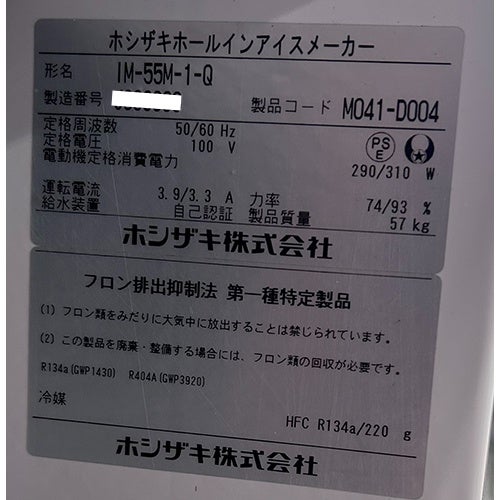 ホシザキホールインアイスメーカー
形名 IM-55M-1-Q
製造番号
製品コード M041-D004
定格周波数 50/60 Hz
定格電圧 100 V
PS
E
電動機定格消費電力 290/310 W
運転電流 3.9/3.3 A 力率 74/93 %
給水装置 自己認証 製品質量 57 kg
ホシザキ株式会社
フロン排出抑制法 第一種特定製品
(1) フロン類をみだりに大気中に放出することは禁じられています。
(2) この製品を廃棄・整備する場合には、フロン類の回収が必要です。
R134a(GWP1430) R404A(GWP3920)
冷媒 HFC R134a/220 g
ホシザキ株式会社